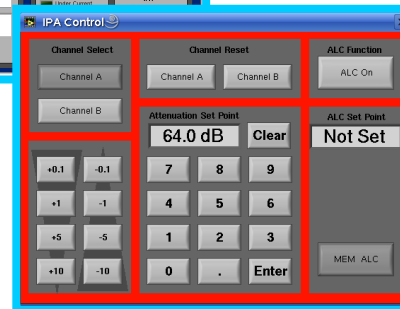 Under Current
IPA Control
Channel Select
Channel Reset
ALC Function
Channel A
Channel A
Channel B
ALC On
Channel B
Attenuation Set Point
ALC Set Point
64.0 dB
Clear
Not Set
+0.1
-0.1
7
8
9
+1
-1
4
5
6
+5
-5
1
2
3
+10
-10
0
.
Enter
MEM ALC